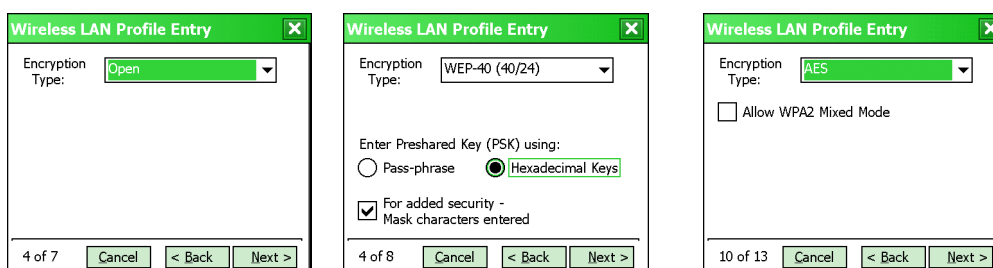 Wireless LAN Profile Entry
Encryption Type:
Open
4 of 7
Cancel
< Back
Next >
Wireless LAN Profile Entry
Encryption Type:
WEP-40 (40/24)
Enter Preshared Key (PSK) using:
Pass-phrase
Hexadecimal Keys
For added security -
Mask characters entered
4 of 8
Cancel
< Back
Next >
Wireless LAN Profile Entry
Encryption Type:
AES
Allow WPA2 Mixed Mode
10 of 13
Cancel
< Back
Next >